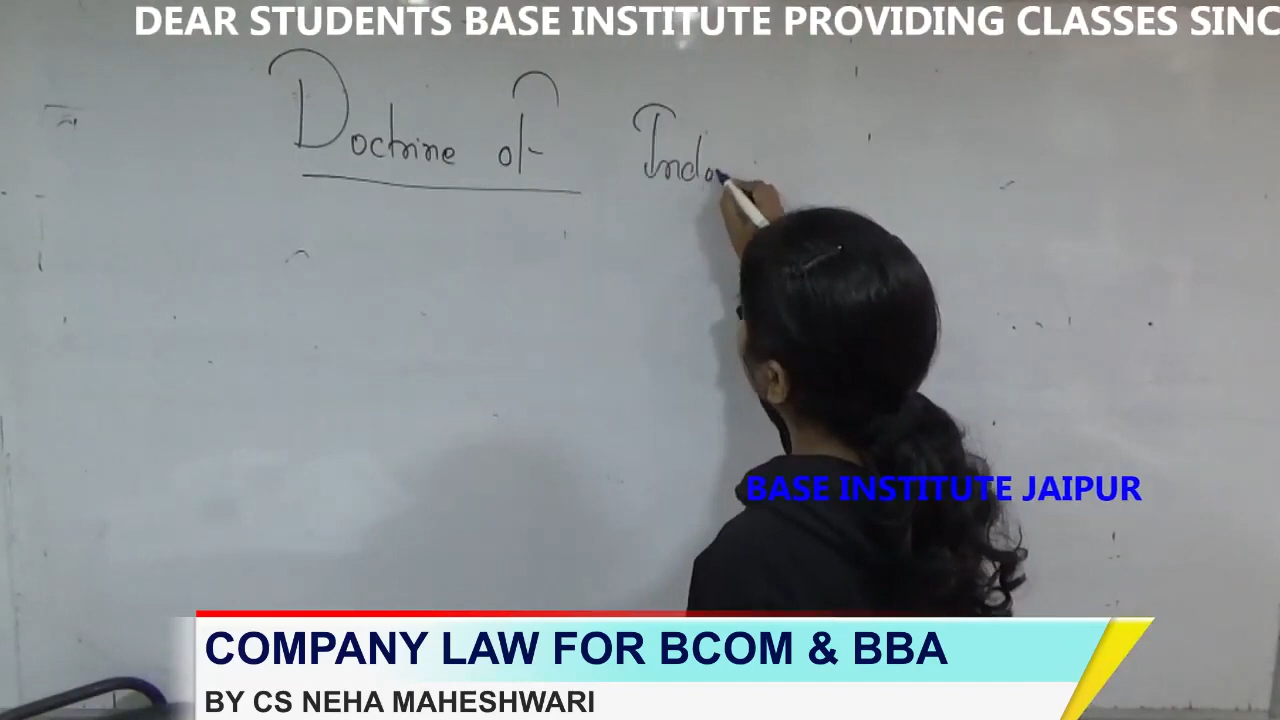 DEAR STUDENTS BASE INSTITUTE PROVIDING CLASSES SINC
Doctrine of Indo
BASE INSTITUTE JAIPUR
COMPANY LAW FOR BCOM & BBA
BY CS NEHA MAHESHWARI